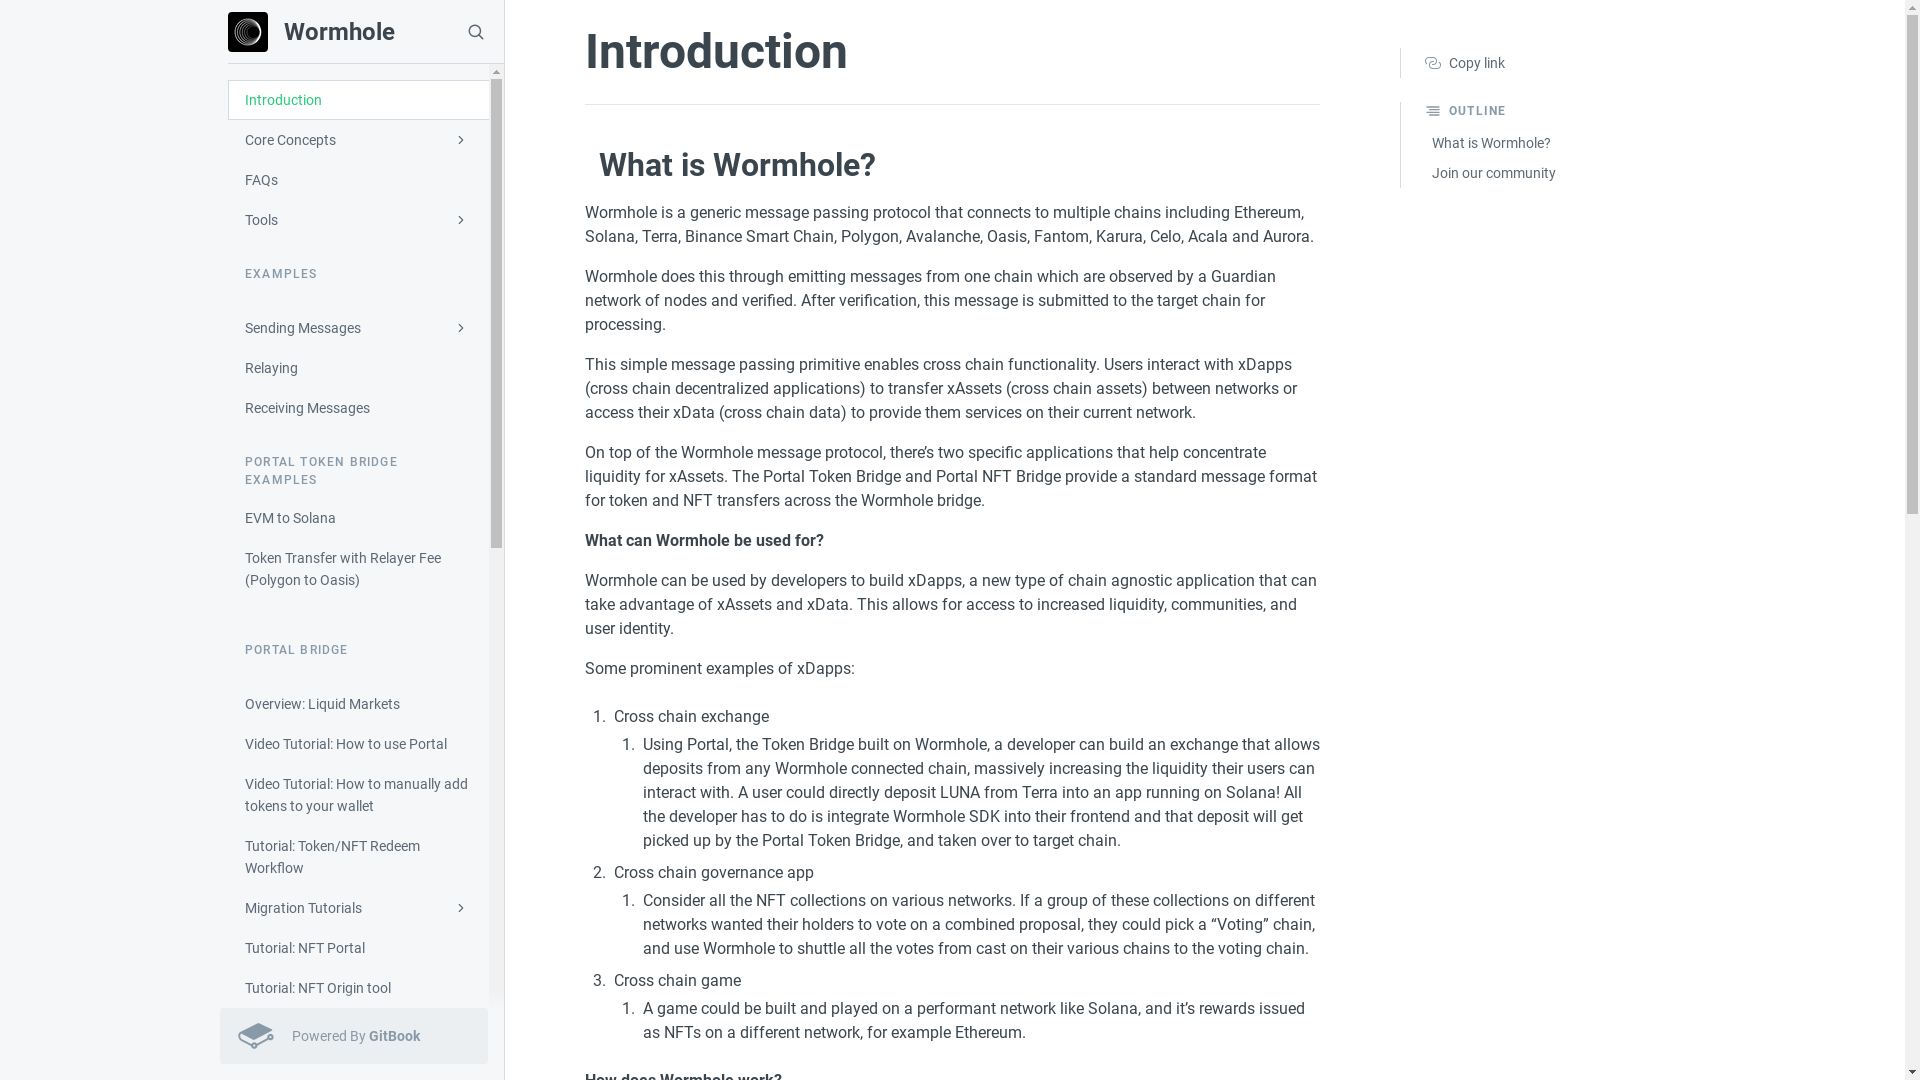 Wormhole
Introduction
Core Concepts
FAQs
Tools
EXAMPLES
Sending Messages
Relaying
Receiving Messages
PORTAL TOKEN BRIDGE
EXAMPLES
EVM to Solana
Token Transfer with Relayer Fee
(Polygon to Oasis)
PORTAL BRIDGE
Overview: Liquid Markets
Video Tutorial: How to use Portal
Video Tutorial: How to manually add
tokens to your wallet
Tutorial: Token/NFT Redeem
Workflow
Migration Tutorials
Tutorial: NFT Portal
Tutorial: NFT Origin tool
Powered By GitBook
Introduction
What is Wormhole?
Wormhole is a generic message passing protocol that connects to multiple chains including Ethereum,
Solana, Terra, Binance Smart Chain, Polygon, Avalanche, Oasis, Fantom, Karura, Celo, Acala and Aurora.
Wormhole does this through emitting messages from one chain which are observed by a Guardian
network of nodes and verified. After verification, this message is submitted to the target chain for
processing.
This simple message passing primitive enables cross chain functionality. Users interact with xDapps
(cross chain decentralized applications) to transfer xAssets (cross chain assets) between networks or
access their xData (cross chain data) to provide them services on their current network.
On top of the Wormhole message protocol, there’s two specific applications that help concentrate
liquidity for xAssets. The Portal Token Bridge and Portal NFT Bridge provide a standard message format
for token and NFT transfers across the Wormhole bridge.
What can Wormhole be used for?
Wormhole can be used by developers to build xDapps, a new type of chain agnostic application that can
take advantage of xAssets and xData. This allows for access to increased liquidity, communities, and
user identity.
Some prominent examples of xDapps:
1. Cross chain exchange
1. Using Portal, the Token Bridge built on Wormhole, a developer can build an exchange that allows
deposits from any Wormhole connected chain, massively increasing the liquidity their users can
interact with. A user could directly deposit LUNA from Terra into an app running on Solana! All
the developer has to do is integrate Wormhole SDK into their frontend and that deposit will get
picked up by the Portal Token Bridge, and taken over to target chain.
2. Cross chain governance app
1. Consider all the NFT collections on various networks. If a group of these collections on different
networks wanted their holders to vote on a combined proposal, they could pick a “Voting” chain,
and use Wormhole to shuttle all the votes from cast on their various chains to the voting chain.
3. Cross chain game
1. A game could be built and played on a performant network like Solana, and it’s rewards issued
as NFTs on a different network, for example Ethereum.
How does Wormhole work?
Copy link
OUTLINE
What is Wormhole?
Join our community